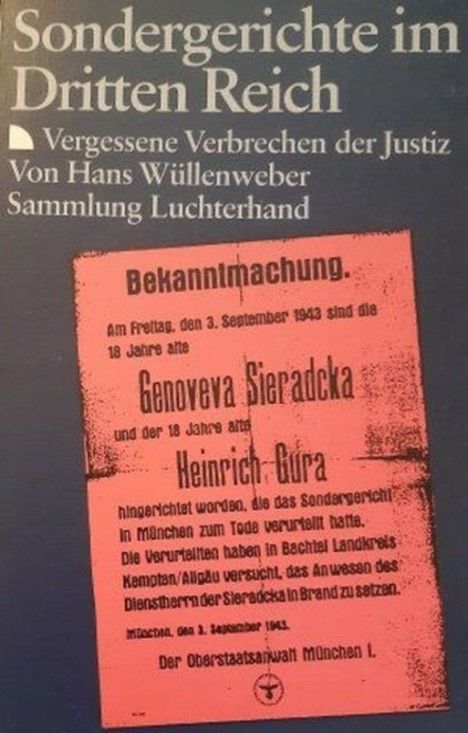 Sondergerichte im
Dritten Reich
Vergessene Verbrechen der Justiz
Von Hans Wüllenweber
Sammlung Luchterhand
Bekanntmachung.
Am Freitag, den 3. September 1943 sind die
18 Jahre alte
Genoveva Sieradcka
und der 18 Jahre alte
Heinrich Gura
hingerichtet worden, die das Sondergericht
in München zum Tode verurteilt hatte.
Die Verurteilten haben in Bachtel Landkreis
Kempten/Allgäu versucht, das Anwesen des
Dienstherrn der Sieradcka in Brand zu setzen.
München, den 3. September 1943.
Der Oberstaatsanwalt München I.